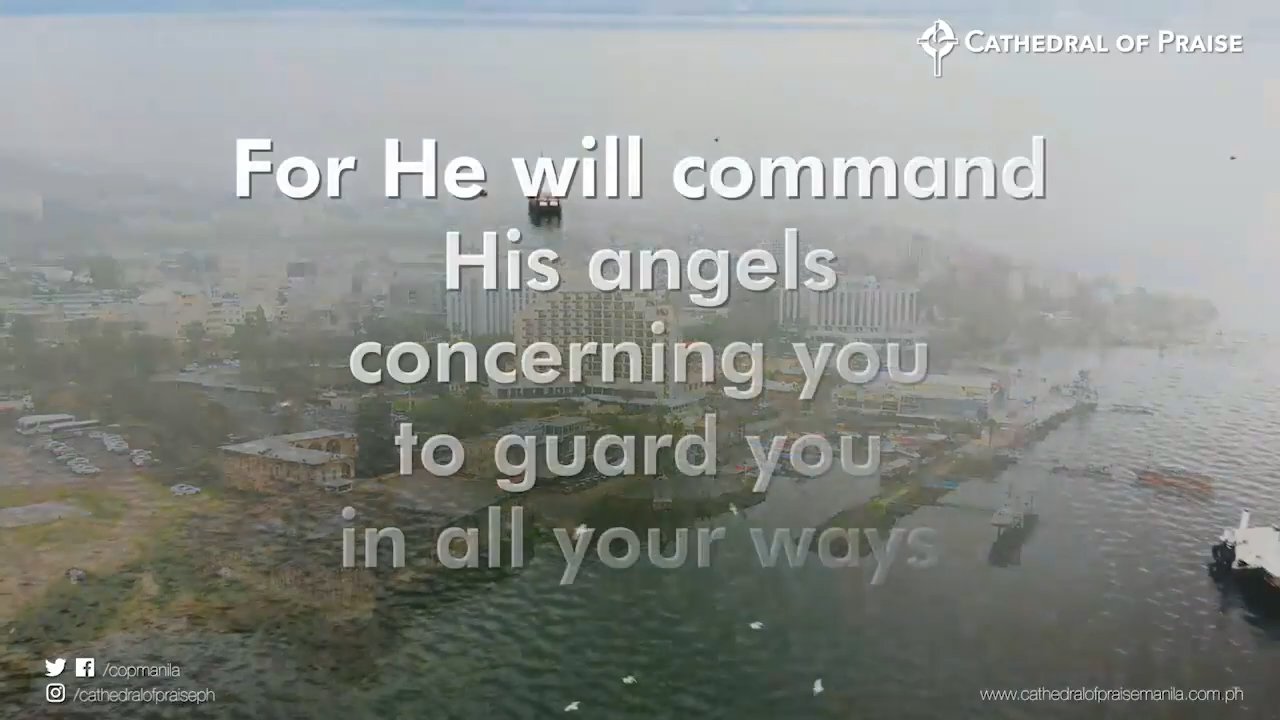 CATHEDRAL OF PRAISE
For He will command
His angels
concerning you
to guard you
in all your ways
/copmanila
/cathedralofpraiseph
www.cathedralofpraisemanila.com.ph